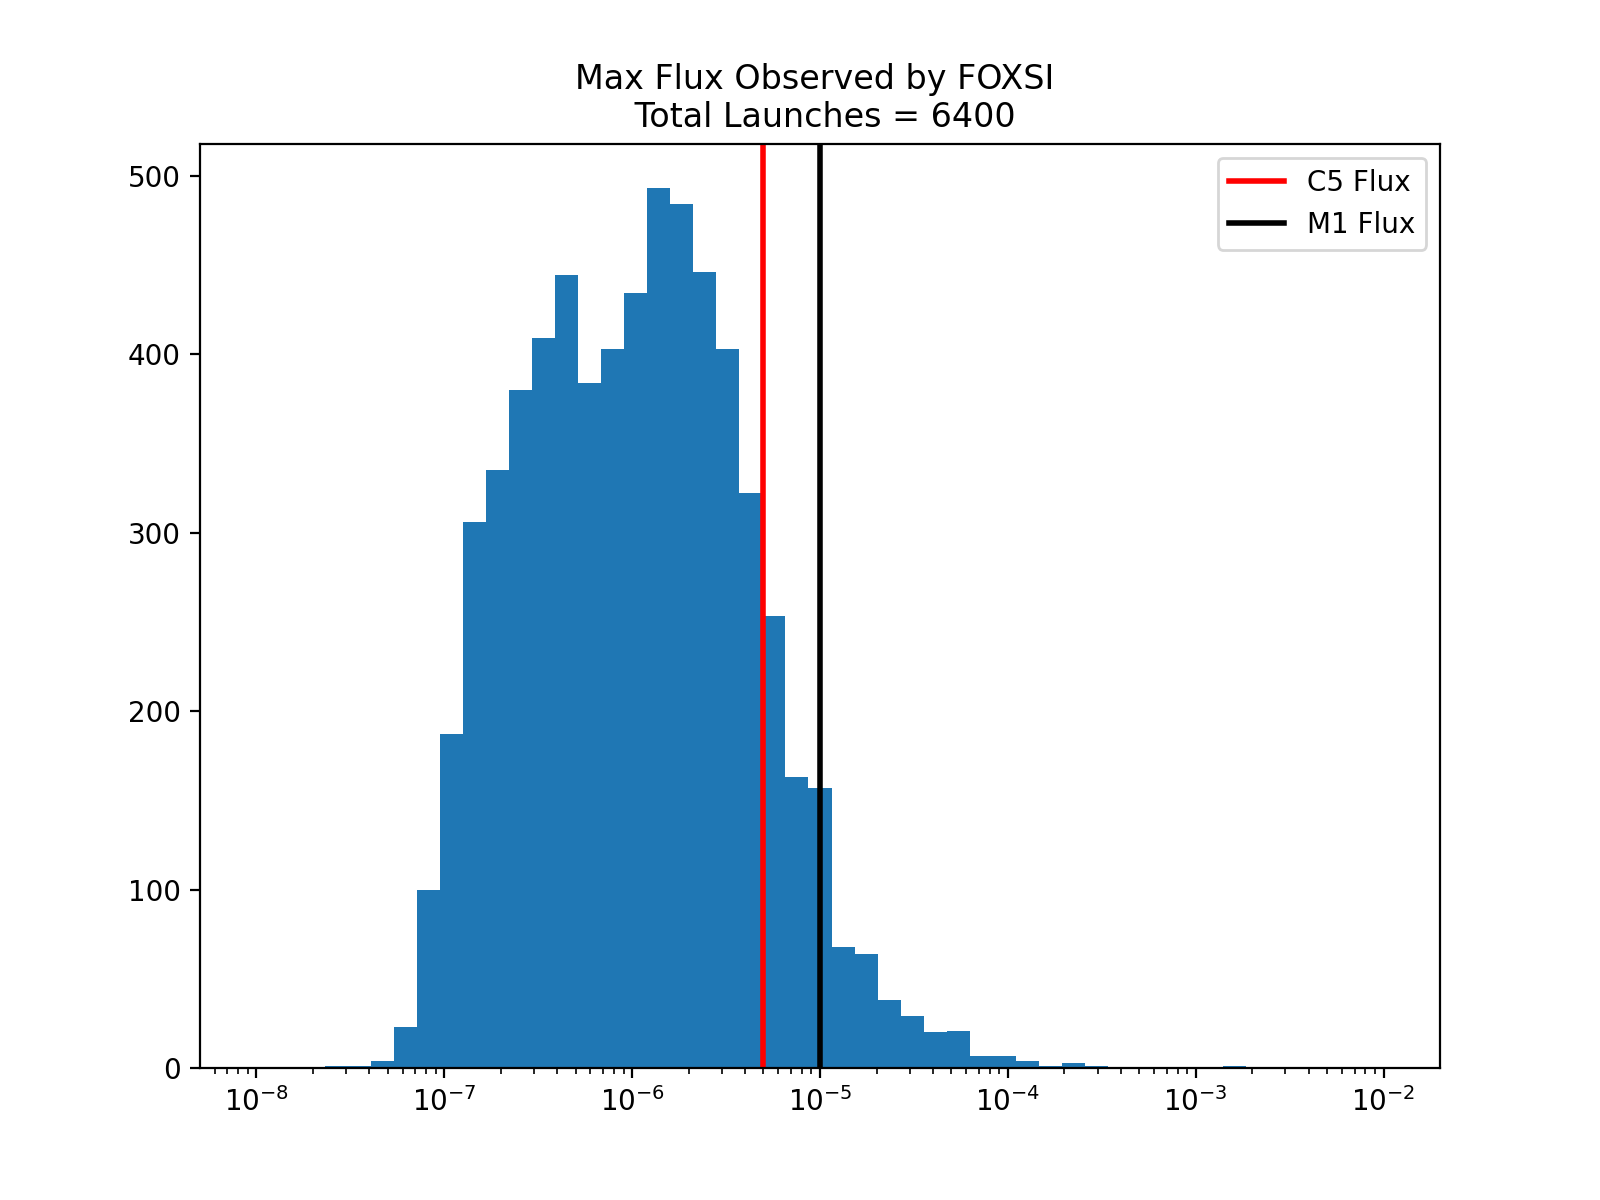 Max Flux Observed by FOXSI
Total Launches = 6400
C5 Flux
M1 Flux
500
400
300
200
100
0
10⁻⁸ 10⁻⁷ 10⁻⁶ 10⁻⁵ 10⁻⁴ 10⁻³ 10⁻²